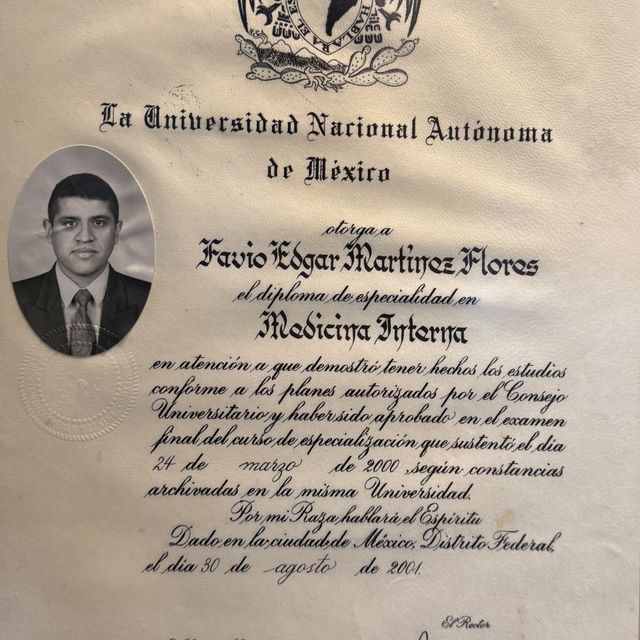 HABLARA EL ES
La Universidad Nacional Autónoma
de México
otorga a
Favio Edgar Martínez Flores
el diploma de especialidad en
Medicina Interna
en atención a que demostró tener hechos los estudios
conforme a los planes autorizados por el Consejo
Universitario y haber sido aprobado en el examen
final del curso de especialización que sustentó el día
24 de marzo de 2000, según constancias
archivadas en la misma Universidad.
Por mi Raza hablará el Espíritu
Dado en la ciudad de México, Distrito Federal,
el día 30 de agosto de 2001.
El Rector